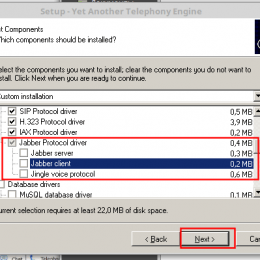 Setup - Yet Another Telephony Engine
ct Components
Which components should be installed?
elect the components you want to install; clear the components you do not want to
stall. Click Next when you are ready to continue.
ustom installation
SIP Protocol driver 0,5 MB
H.323 Protocol driver 3,9 MB
IAX Protocol driver 0,2 MB
Jabber Protocol driver 0,4 MB
Jabber server 0,3 MB
Jabber client 0,2 MB
Jingle voice protocol 0,6 MB
Database drivers
MySQL database driver 0,1 MB
urrent selection requires at least 22,0 MB of disk space.
< Back Next > Can